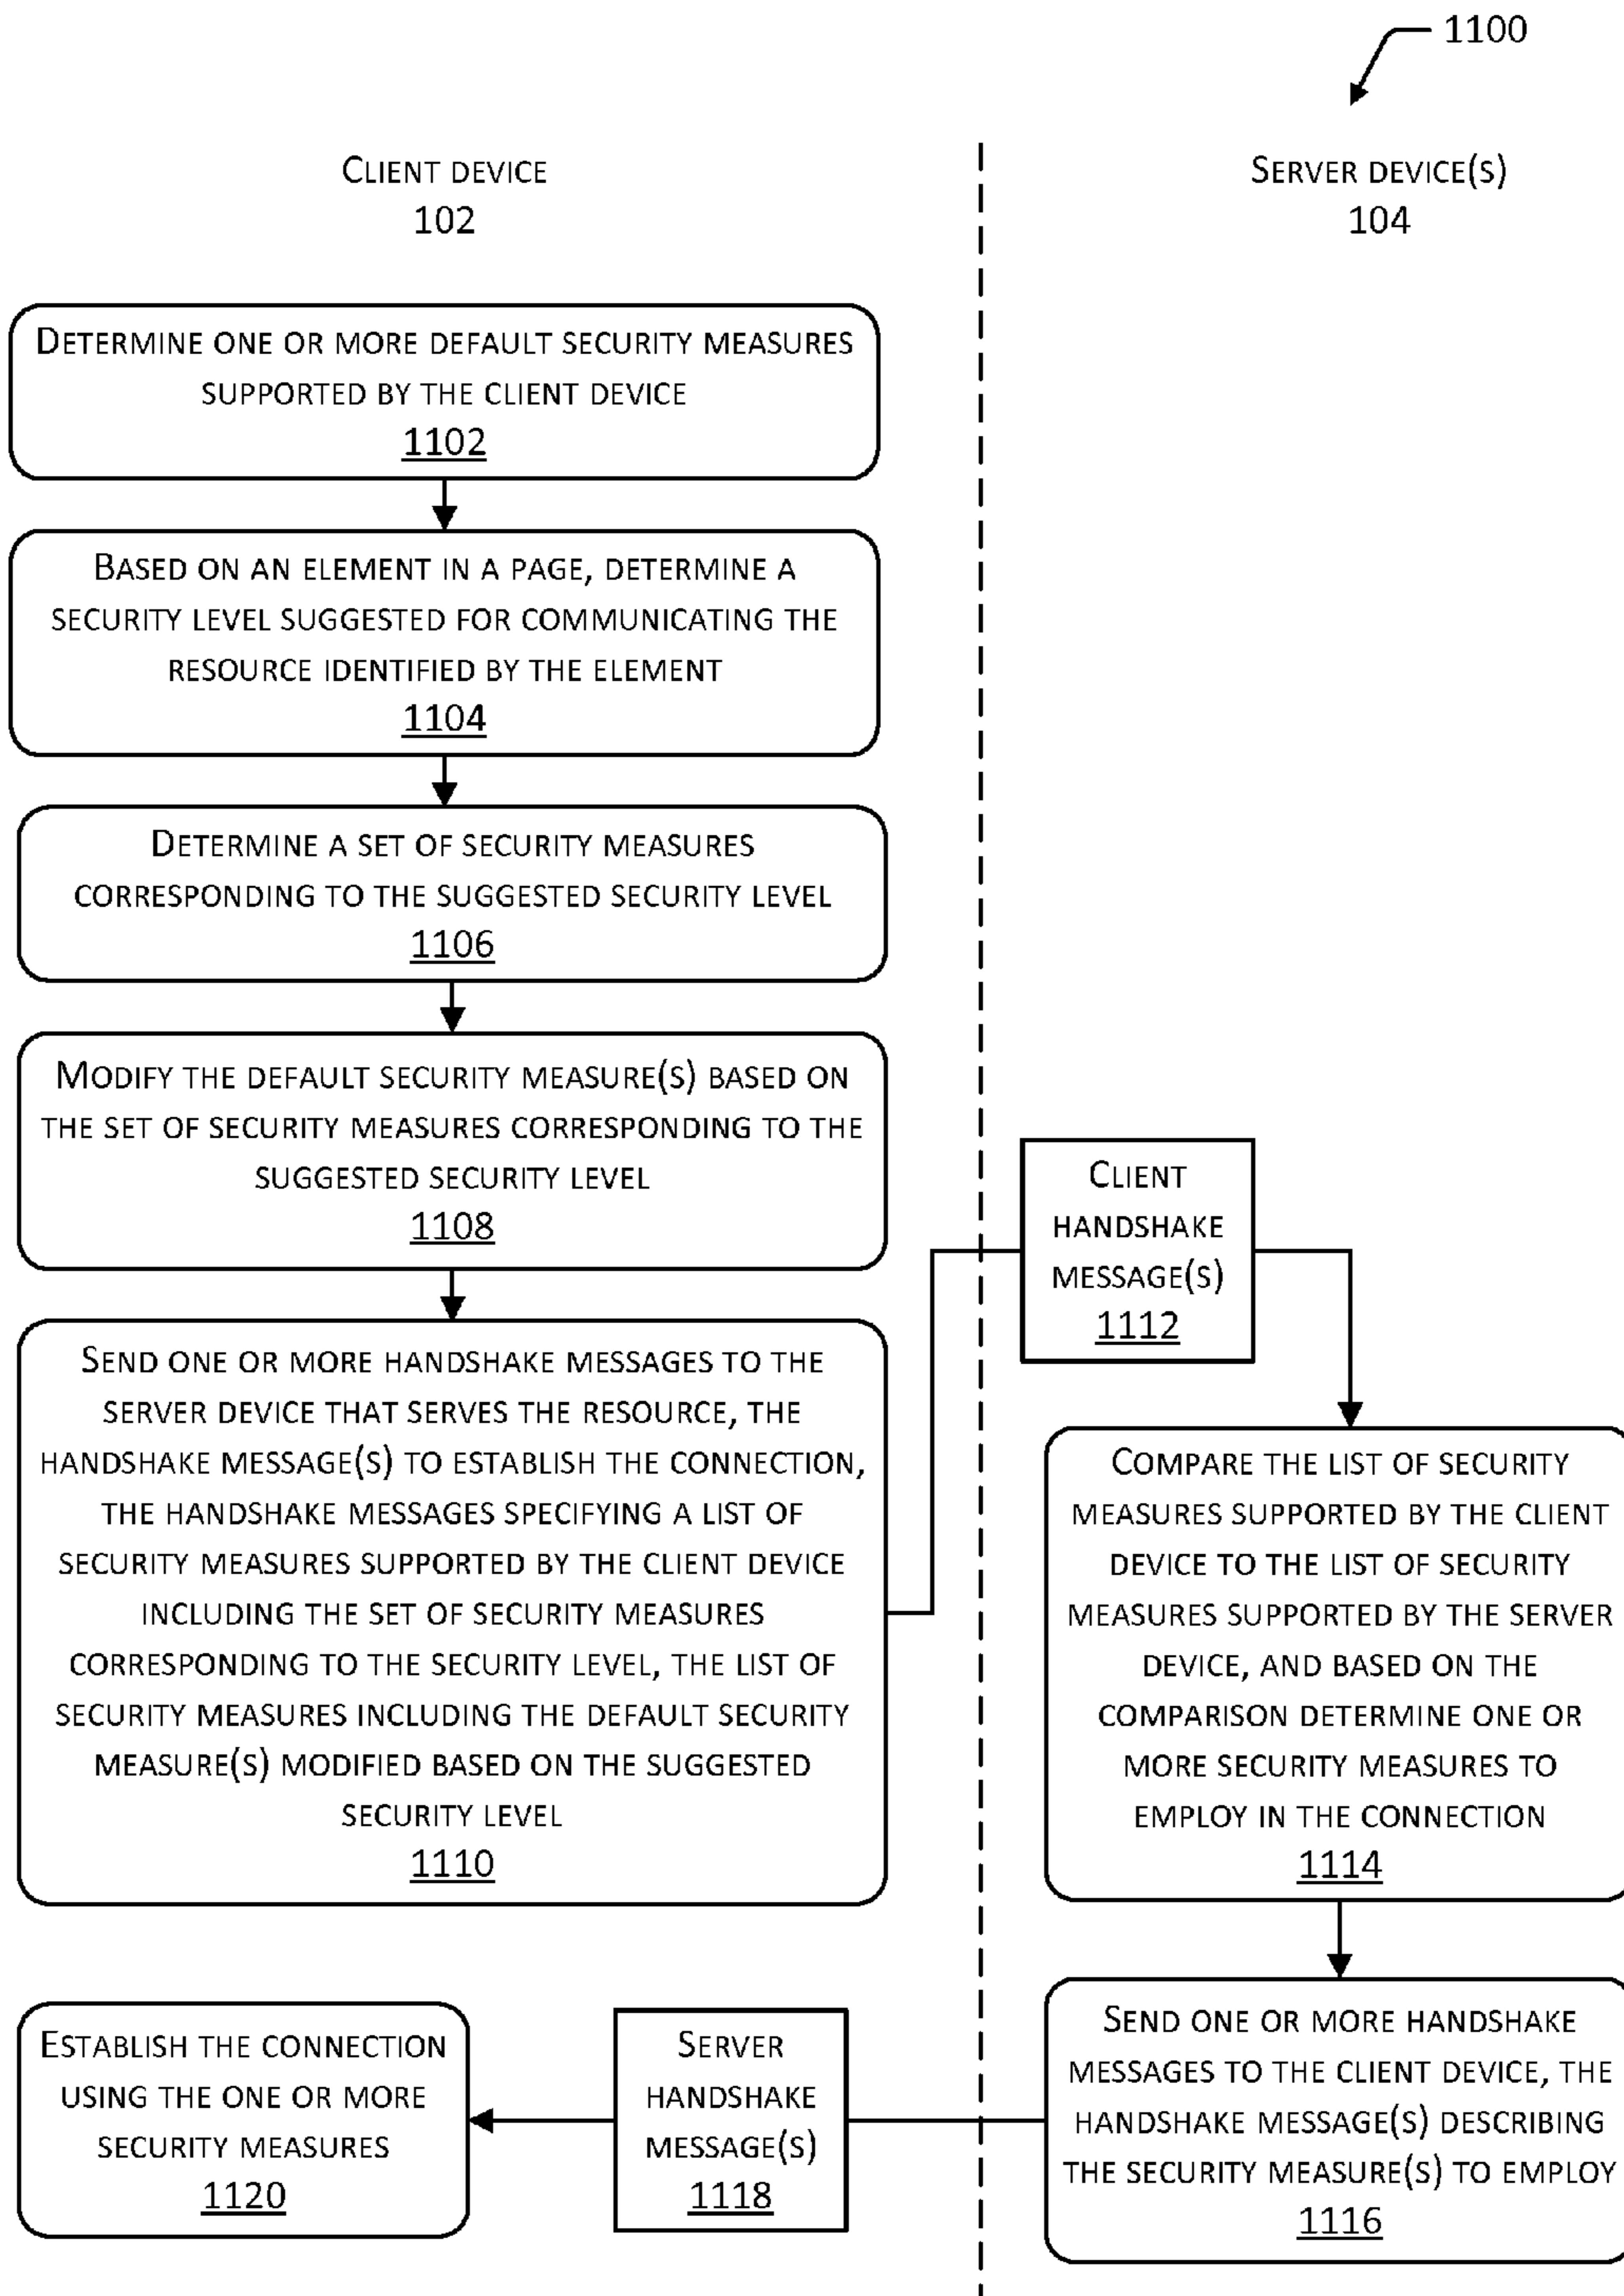 1100
CLIENT DEVICE
102
SERVER DEVICE(S)
104
DETERMINE ONE OR MORE DEFAULT SECURITY MEASURES
SUPPORTED BY THE CLIENT DEVICE
1102
BASED ON AN ELEMENT IN A PAGE, DETERMINE A
SECURITY LEVEL SUGGESTED FOR COMMUNICATING THE
RESOURCE IDENTIFIED BY THE ELEMENT
1104
DETERMINE A SET OF SECURITY MEASURES
CORRESPONDING TO THE SUGGESTED SECURITY LEVEL
1106
MODIFY THE DEFAULT SECURITY MEASURE(S) BASED ON
THE SET OF SECURITY MEASURES CORRESPONDING TO THE
SUGGESTED SECURITY LEVEL
1108
SEND ONE OR MORE HANDSHAKE MESSAGES TO THE
SERVER DEVICE THAT SERVES THE RESOURCE, THE
HANDSHAKE MESSAGE(S) TO ESTABLISH THE CONNECTION,
THE HANDSHAKE MESSAGES SPECIFYING A LIST OF
SECURITY MEASURES SUPPORTED BY THE CLIENT DEVICE
INCLUDING THE SET OF SECURITY MEASURES
CORRESPONDING TO THE SECURITY LEVEL, THE LIST OF
SECURITY MEASURES INCLUDING THE DEFAULT SECURITY
MEASURE(S) MODIFIED BASED ON THE SUGGESTED
SECURITY LEVEL
1110
CLIENT
HANDSHAKE
MESSAGE(S)
1112
COMPARE THE LIST OF SECURITY
MEASURES SUPPORTED BY THE CLIENT
DEVICE TO THE LIST OF SECURITY
MEASURES SUPPORTED BY THE SERVER
DEVICE, AND BASED ON THE
COMPARISON DETERMINE ONE OR
MORE SECURITY MEASURES TO
EMPLOY IN THE CONNECTION
1114
SEND ONE OR MORE HANDSHAKE
MESSAGES TO THE CLIENT DEVICE, THE
HANDSHAKE MESSAGE(S) DESCRIBING
THE SECURITY MEASURE(S) TO EMPLOY
1116
SERVER
HANDSHAKE
MESSAGE(S)
1118
ESTABLISH THE CONNECTION
USING THE ONE OR MORE
SECURITY MEASURES
1120